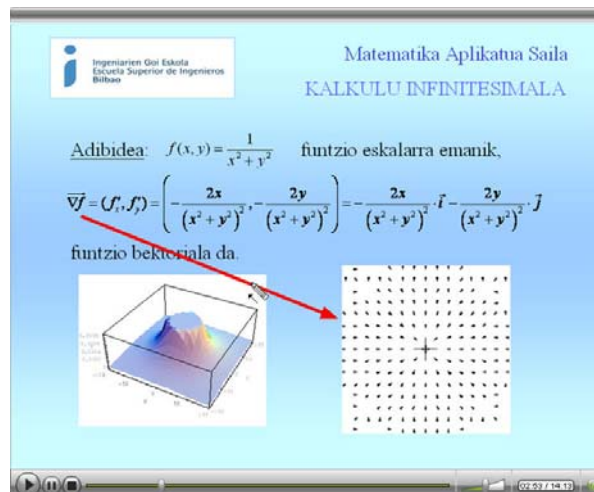 Ingeniarien Goi Eskola
Escuela Superior de Ingenieros
Bilbao
Matematika Aplikatua Saila
KALKULU INFINITESIMALA
Adibidea: f(x, y) = 1 / (x² + y²) funtzio eskalarra emanik,
∇f = (f'ₓ, f'ᵧ) = ( − 2x / (x² + y²)² , − 2y / (x² + y²)² ) = − 2x / (x² + y²)² · i⃗ − 2y / (x² + y²)² · j⃗
funtzio bektoriala da.
02:53 / 14:13